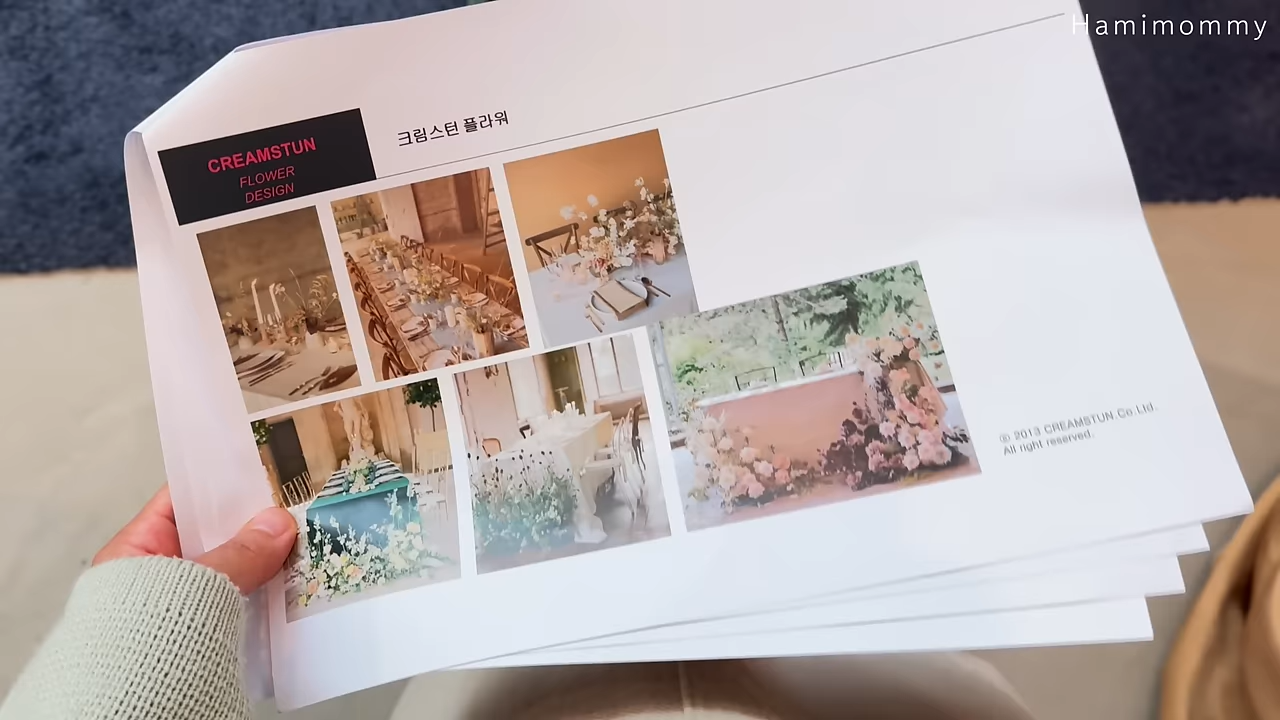 Hamimommy
CREAMSTUN
FLOWER
DESIGN
크림스턴 플라워
© 2013 CREAMSTUN.Co.Ltd.
All right reserved.